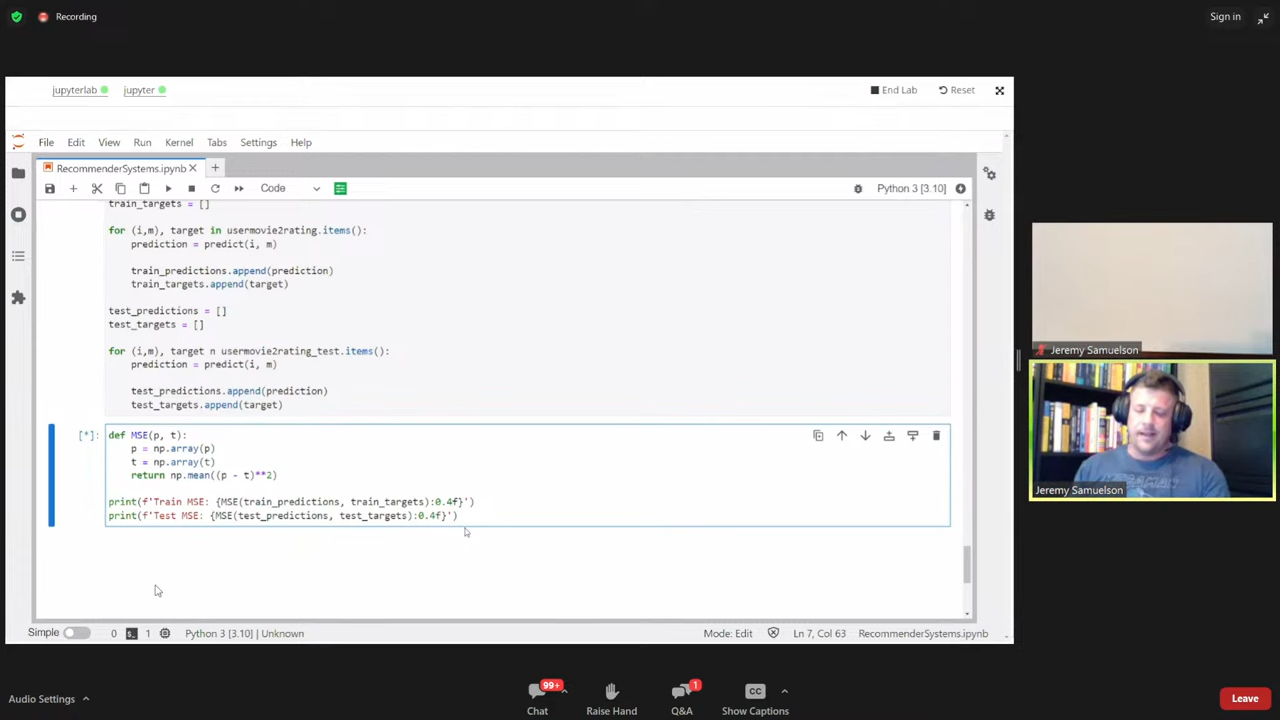 Recording
Sign in
jupyterlab
jupyter
End Lab
Reset
File Edit View Run Kernel Tabs Settings Help
RecommenderSystems.ipynb
Code
Python 3 [3.10]
train_targets = []
for (i,m), target in usermovie2rating.items():
prediction = predict(i, m)
train_predictions.append(prediction)
train_targets.append(target)
test_predictions = []
test_targets = []
for (i,m), target n usermovie2rating_test.items():
prediction = predict(i, m)
test_predictions.append(prediction)
test_targets.append(target)
[*]:
def MSE(p, t):
p = np.array(p)
t = np.array(t)
return np.mean((p - t)**2)
print(f'Train MSE: {MSE(train_predictions, train_targets):0.4f}')
print(f'Test MSE: {MSE(test_predictions, test_targets):0.4f}')
Simple 0 1 Python 3 [3.10] | Unknown Mode: Edit Ln 7, Col 63 RecommenderSystems.ipynb
Jeremy Samuelson
Jeremy Samuelson
Audio Settings
99+
Chat
Raise Hand
1
Q&A
CC
Show Captions
Leave